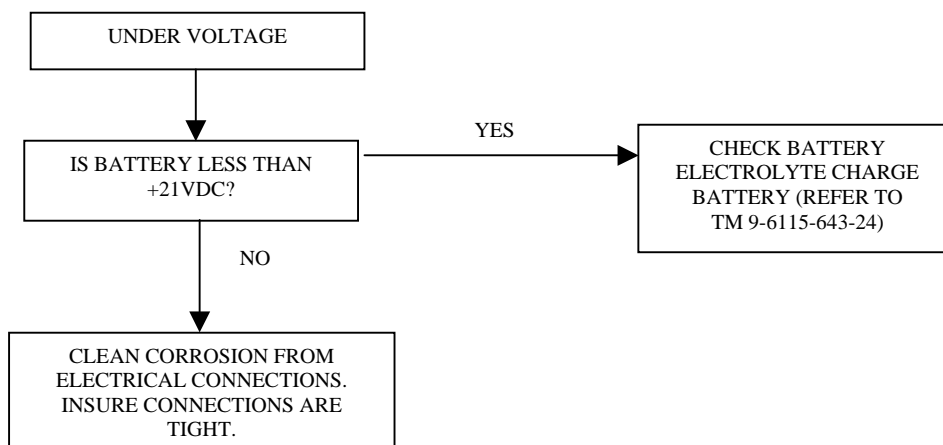 UNDER VOLTAGE
IS BATTERY LESS THAN
+21VDC?
YES
CHECK BATTERY
ELECTROLYTE CHARGE
BATTERY (REFER TO
TM 9-6115-643-24)
NO
CLEAN CORROSION FROM
ELECTRICAL CONNECTIONS.
INSURE CONNECTIONS ARE
TIGHT.